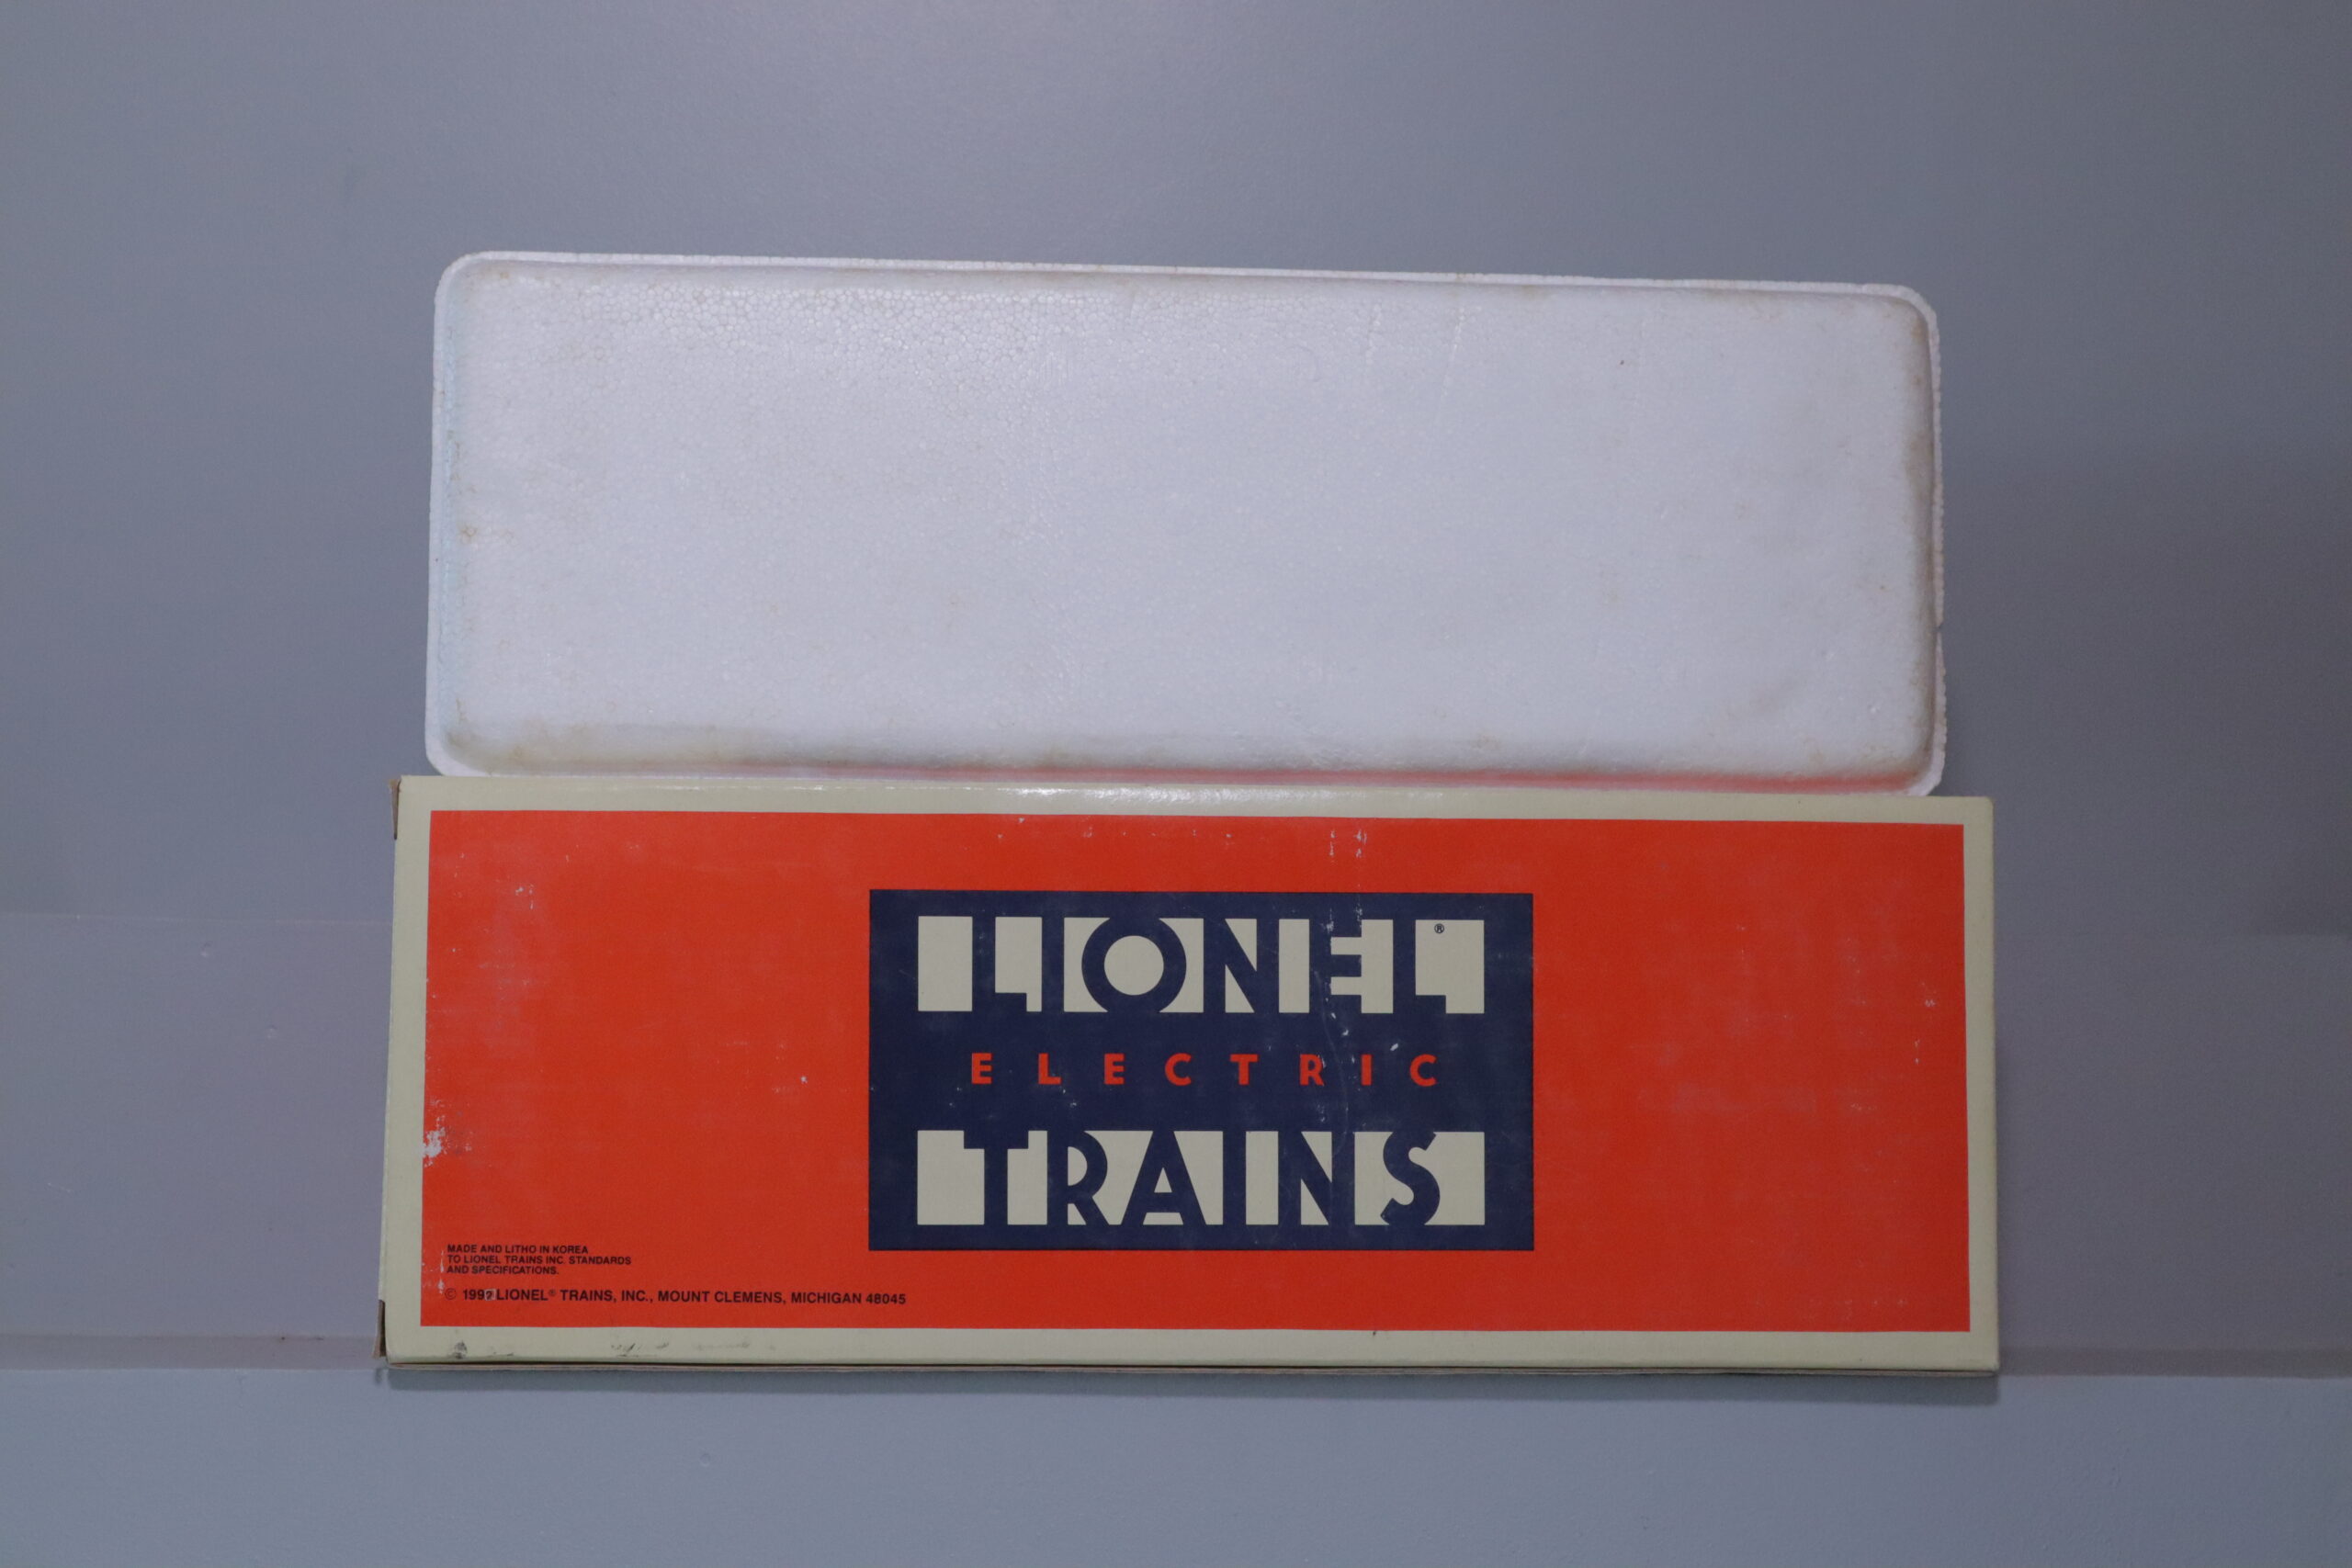 LIONEL®
ELECTRIC
TRAINS
MADE AND LITHO IN KOREA
TO LIONEL TRAINS INC. STANDARDS
AND SPECIFICATIONS.
© LIONEL® TRAINS, INC., MOUNT CLEMENS, MICHIGAN 48045